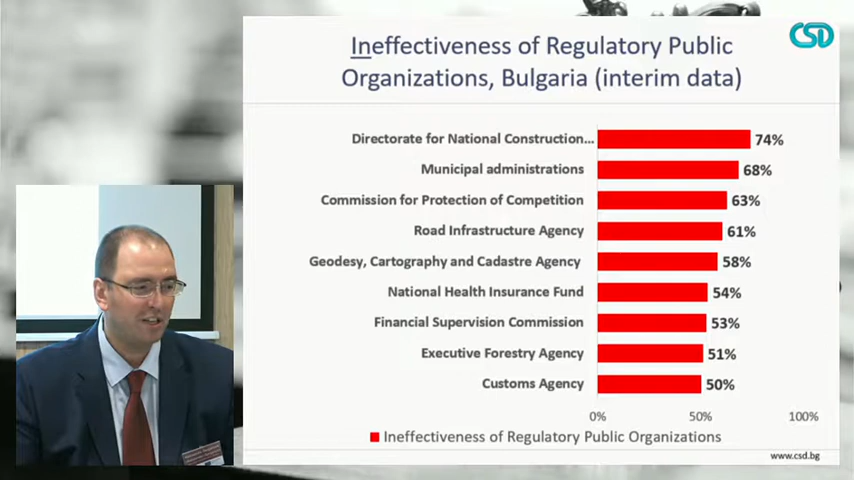 CSD
Ineffectiveness of Regulatory Public
Organizations, Bulgaria (interim data)
Directorate for National Construction... 74%
Municipal administrations 68%
Commission for Protection of Competition 63%
Road Infrastructure Agency 61%
Geodesy, Cartography and Cadastre Agency 58%
National Health Insurance Fund 54%
Financial Supervision Commission 53%
Executive Forestry Agency 51%
Customs Agency 50%
0% 50% 100%
Ineffectiveness of Regulatory Public Organizations
www.csd.bg